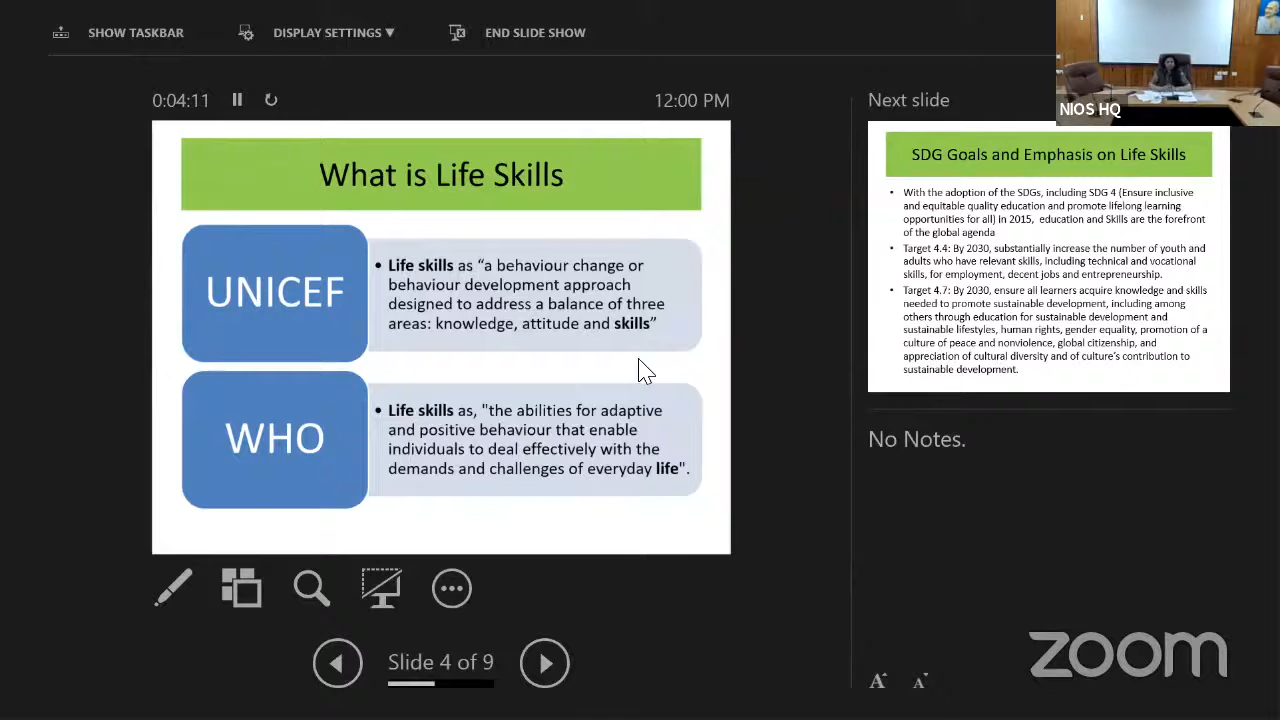 SHOW TASKBAR
DISPLAY SETTINGS ▼
END SLIDE SHOW
0:04:11
12:00 PM
What is Life Skills
UNICEF
• Life skills as “a behaviour change or
behaviour development approach
designed to address a balance of three
areas: knowledge, attitude and skills”
WHO
• Life skills as, "the abilities for adaptive
and positive behaviour that enable
individuals to deal effectively with the
demands and challenges of everyday life".
Slide 4 of 9
Next slide
NIOS HQ
SDG Goals and Emphasis on Life Skills
• With the adoption of the SDGs, including SDG 4 (Ensure inclusive
and equitable quality education and promote lifelong learning
opportunities for all) in 2015, education and Skills are the forefront
of the global agenda
• Target 4.4: By 2030, substantially increase the number of youth and
adults who have relevant skills, including technical and vocational
skills, for employment, decent jobs and entrepreneurship.
• Target 4.7: By 2030, ensure all learners acquire knowledge and skills
needed to promote sustainable development, including among
others through education for sustainable development and
sustainable lifestyles, human rights, gender equality, promotion of a
culture of peace and nonviolence, global citizenship, and
appreciation of cultural diversity and of culture's contribution to
sustainable development.
No Notes.
A A
zoom